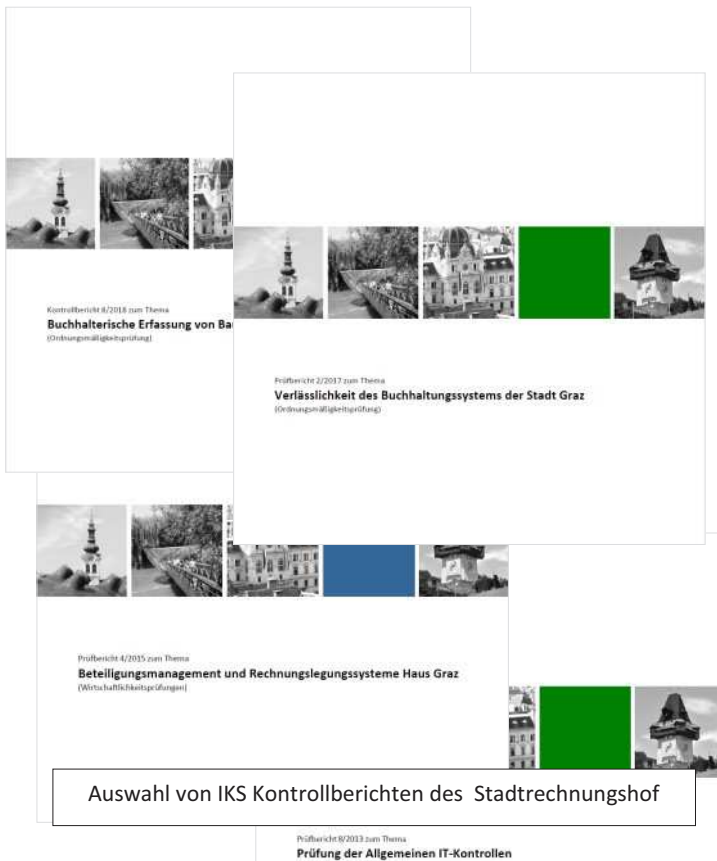 Kontrollbericht 8/2018 zum Thema
Buchhalterische Erfassung von Ba
(Ordnungsmäßigkeitsprüfung)
Prüfbericht 2/2017 zum Thema
Verlässlichkeit des Buchhaltungssystems der Stadt Graz
(Ordnungsmäßigkeitsprüfung)
Prüfbericht 4/2015 zum Thema
Beteiligungsmanagement und Rechnungslegungssysteme Haus Graz
(Wirtschaftlichkeitsprüfungen)
Auswahl von IKS Kontrollberichten des Stadtrechnungshof
Prüfbericht 8/2013 zum Thema
Prüfung der Allgemeinen IT-Kontrollen